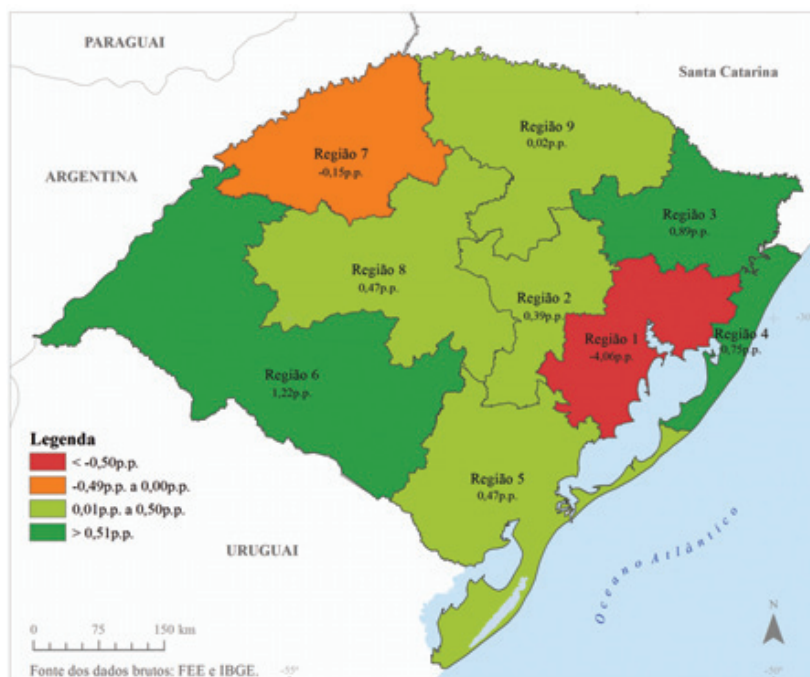 PARAGUAI
Santa Catarina
Região 9
0,02p.p.
Região 7
-0,15p.p.
ARGENTINA
Região 3
0,89p.p.
Região 8
0,47p.p.
Região 2
0,39p.p.
Região 1
-4,06p.p.
Região 4
0,75p.p.
Região 6
1,22p.p.
Legenda
< -0,50p.p.
-0,49p.p. a 0,00p.p.
0,01p.p. a 0,50p.p.
> 0,51p.p.
Região 5
0,47p.p.
URUGUAI
Oceano Atlântico
0 75 150 km
N
Fonte dos dados brutos: FEE e IBGE.
-55°
-50°